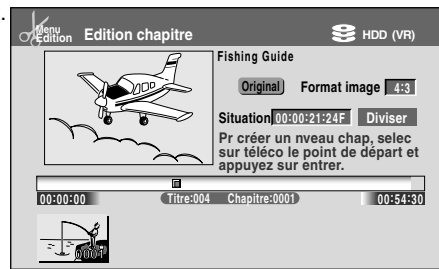 .
Menu
Edition
Edition chapitre
HDD (VR)
Fishing Guide
Original
Format image 4:3
Situation 00:00:21:24F Diviser
Pr créer un nveau chap, selec
sur téléco le point de départ et
appuyez sur entrer.
00:00:00 Titre:004 Chapitre:0001 00:54:30
0001